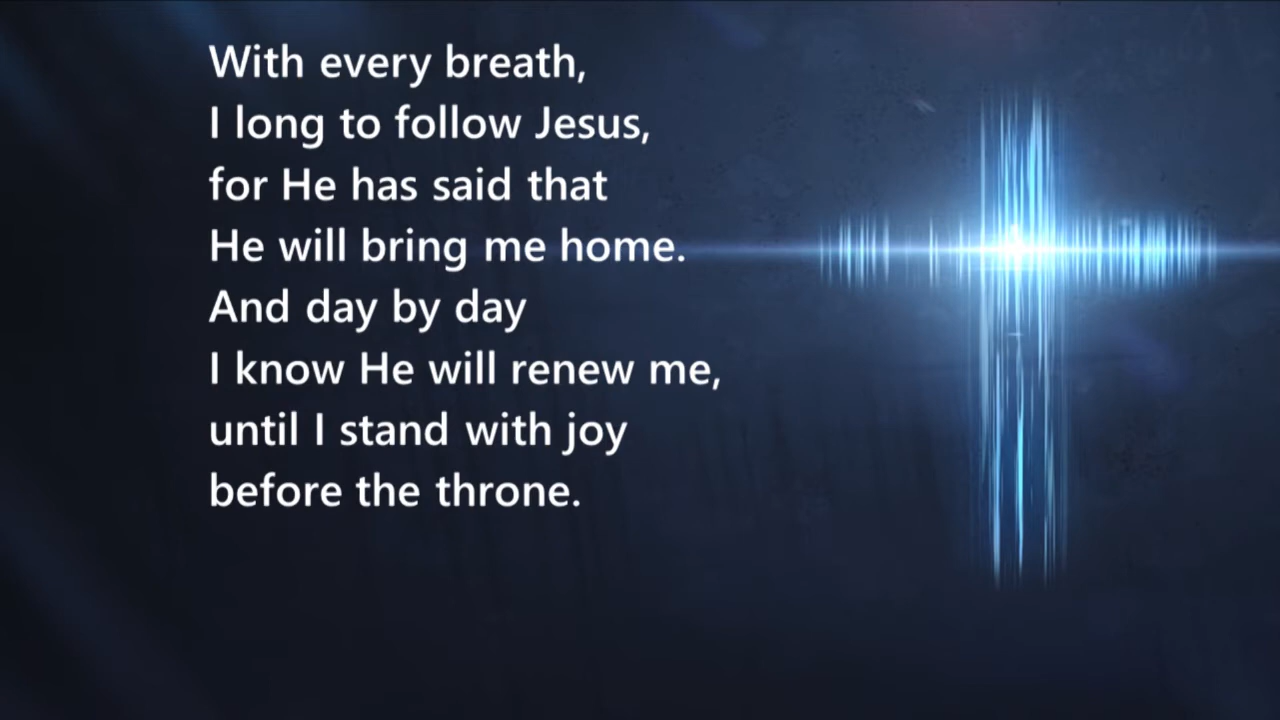 With every breath,
I long to follow Jesus,
for He has said that
He will bring me home.
And day by day
I know He will renew me,
until I stand with joy
before the throne.